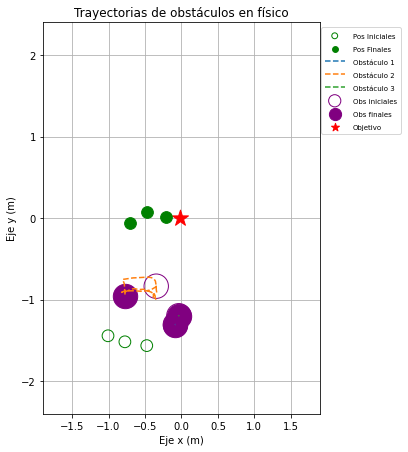 Trayectorias de obstáculos en físico
Pos Iniciales
Pos Finales
Obstáculo 1
Obstáculo 2
Obstáculo 3
Obs iniciales
Obs finales
Objetivo
Eje y (m)
2
1
0
−1
−2
−1.5
−1.0
−0.5
0.0
0.5
1.0
1.5
Eje x (m)